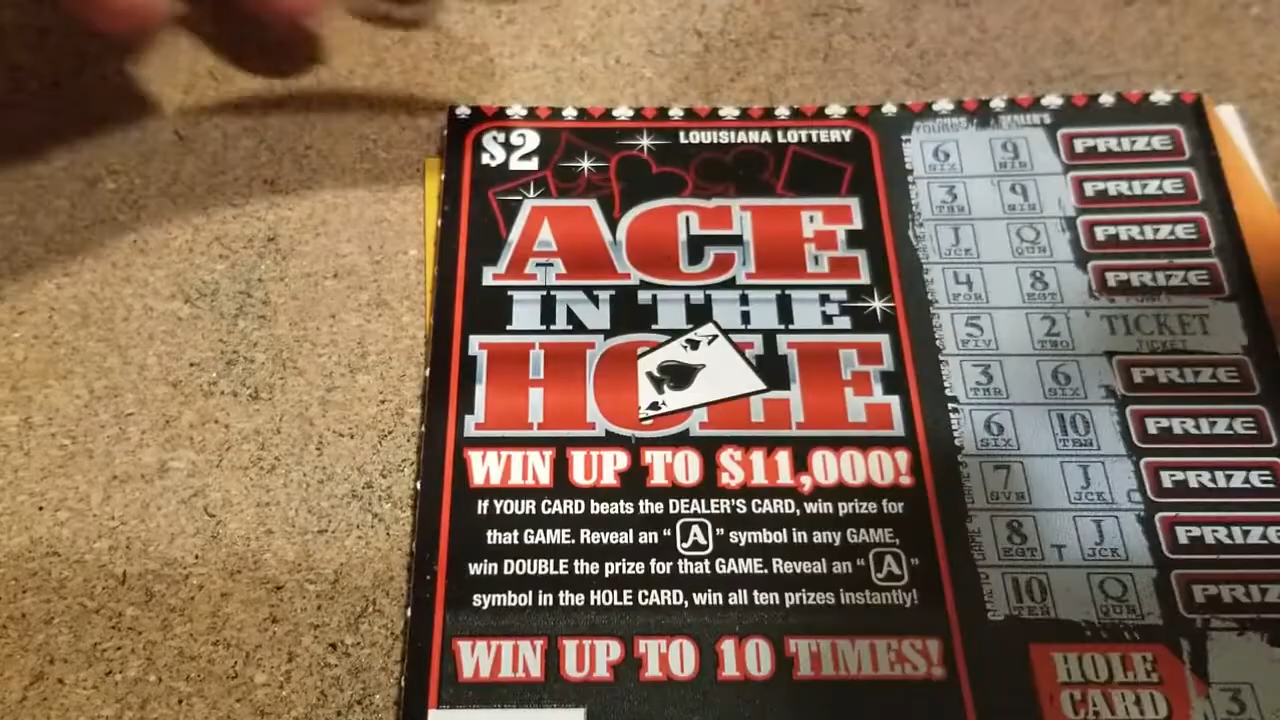 $2
LOUISIANA LOTTERY
ACE
IN THE
HOLE
A
WIN UP TO $11,000!
If YOUR CARD beats the DEALER'S CARD, win prize for
that GAME. Reveal an "A" symbol in any GAME,
win DOUBLE the prize for that GAME. Reveal an "A"
symbol in the HOLE CARD, win all ten prizes instantly!
WIN UP TO 10 TIMES!
YOURS DEALER'S
6 9 PRIZE
SIX NIN
3 9 PRIZE
THR NIN
J Q PRIZE
JCK QUN
4 8 PRIZE
FOR EGT
5 2 TICKET
FIV TWO TICKET
3 6 PRIZE
THR SIX
6 10 PRIZE
SIX TEN
7 J PRIZE
SVN JCK
8 J PRIZE
EGT T JCK
10 Q PRIZ
TEN QUN
HOLE
CARD
3